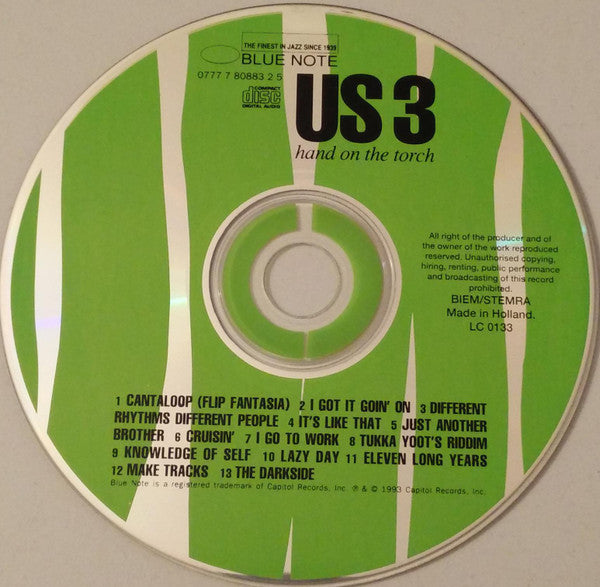 THE FINEST IN JAZZ SINCE 1939
BLUE NOTE
0777 7 80883 2 5
COMPACT
disc
DIGITAL AUDIO
US3
hand on the torch
All right of the producer and of
the owner of the work reproduced
reserved. Unauthorised copying,
hiring, renting, public performance
and broadcasting of this record
prohibited.
BIEM/STEMRA
Made in Holland.
LC 0133
1 CANTALOOP (FLIP FANTASIA) 2 I GOT IT GOIN' ON 3 DIFFERENT
RHYTHMS DIFFERENT PEOPLE 4 IT'S LIKE THAT 5 JUST ANOTHER
BROTHER 6 CRUISIN' 7 I GO TO WORK 8 TUKKA YOOT'S RIDDIM
9 KNOWLEDGE OF SELF 10 LAZY DAY 11 ELEVEN LONG YEARS
12 MAKE TRACKS 13 THE DARKSIDE
Blue Note is a registered trademark of Capitol Records, Inc. ℗ & © 1993 Capitol Records, Inc.